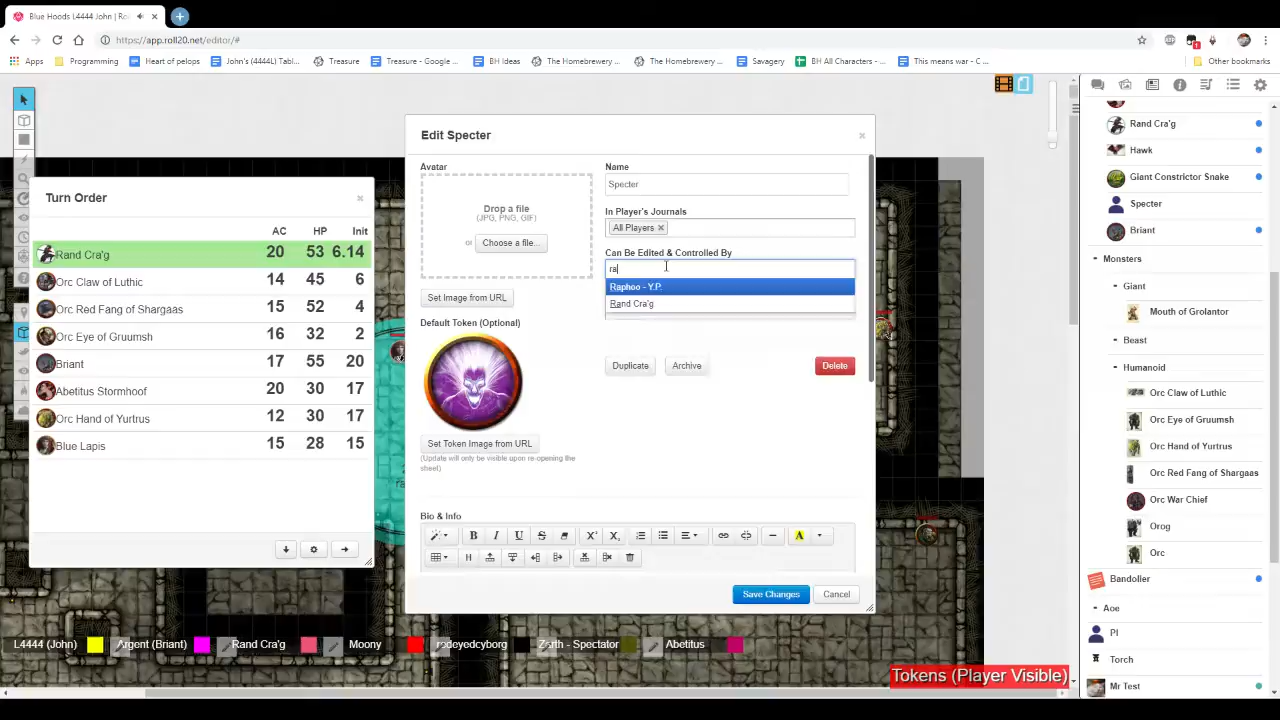 Blue Hoods L4444 John | Ro
https://app.roll20.net/editor/#
Apps Programming Heart of pelops John's (4444L) Tabl... Treasure Treasure - Google ... BH Ideas The Homebrewery ... The Homebrewery ... Savagery BH All Characters - ... This means war - C ... Other bookmarks
Turn Order
AC HP Init
Rand Cra'g 20 53 6.14
Orc Claw of Luthic 14 45 6
Orc Red Fang of Shargaas 15 52 4
Orc Eye of Gruumsh 16 32 2
Briant 17 55 20
Abetitus Stormhoof 20 30 17
Orc Hand of Yurtrus 12 30 17
Blue Lapis 15 28 15
Edit Specter
Avatar
Drop a file
(JPG, PNG, GIF)
or Choose a file...
Set Image from URL
Default Token (Optional)
Set Token Image from URL
(Update will only be visible upon re-opening the
sheet)
Name
Specter
In Player's Journals
All Players
Can Be Edited & Controlled By
ra
Raphoo - Y.P.
Rand Cra'g
Duplicate Archive Delete
Bio & Info
Save Changes Cancel
Rand Cra'g
Hawk
Giant Constrictor Snake
Specter
Briant
Monsters
Giant
Mouth of Grolantor
Beast
Humanoid
Orc Claw of Luthic
Orc Eye of Gruumsh
Orc Hand of Yurtrus
Orc Red Fang of Shargaas
Orc War Chief
Orog
Orc
Bandolier
Aoe
Pl
Torch
Mr Test
L4444 (John) Argent (Briant) Rand Cra'g Moony redeyedcyborg Zarth - Spectator Abetitus
Tokens (Player Visible)